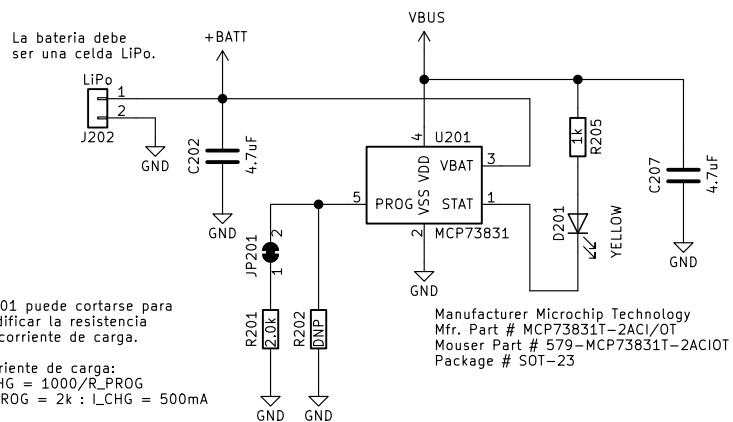 VBUS
La bateria debe
ser una celda LiPo.
+BATT
LiPo
1
2
J202
GND
C202
4.7uF
GND
4
U201
VDD
VBAT
3
5
PROG
VSS
STAT
1
2
MCP73831
GND
1k
R205
D201
YELLOW
C207
4.7uF
GND
JP201
2
1
R201
2.0k
R202
DNP
GND
GND
01 puede cortarse para
dificar la resistencia
corriente de carga.
riente de carga:
HG = 1000/R_PROG
PROG = 2k : I_CHG = 500mA
Manufacturer Microchip Technology
Mfr. Part # MCP73831T-2ACI/OT
Mouser Part # 579-MCP73831T-2ACIOT
Package # SOT-23